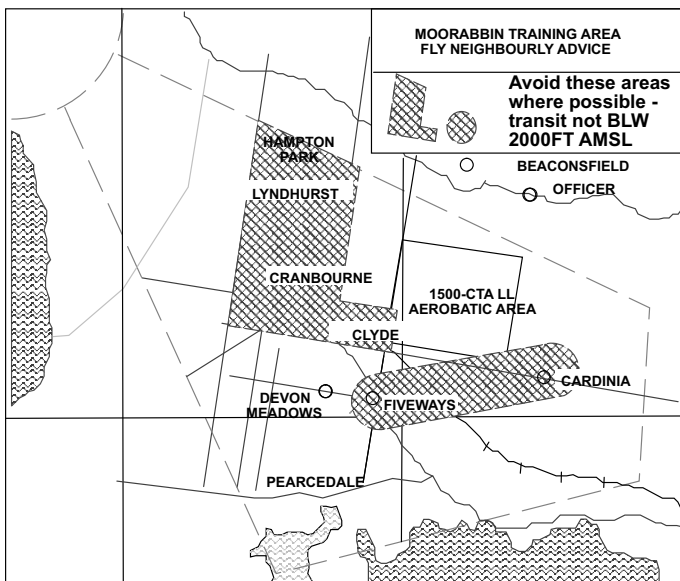 MOORABBIN TRAINING AREA
FLY NEIGHBOURLY ADVICE
Avoid these areas
where possible -
transit not BLW
2000FT AMSL
HAMPTON
PARK
BEACONSFIELD
OFFICER
LYNDHURST
CRANBOURNE
1500-CTA LL
AEROBATIC AREA
CLYDE
CARDINIA
DEVON
MEADOWS
FIVEWAYS
PEARCEDALE